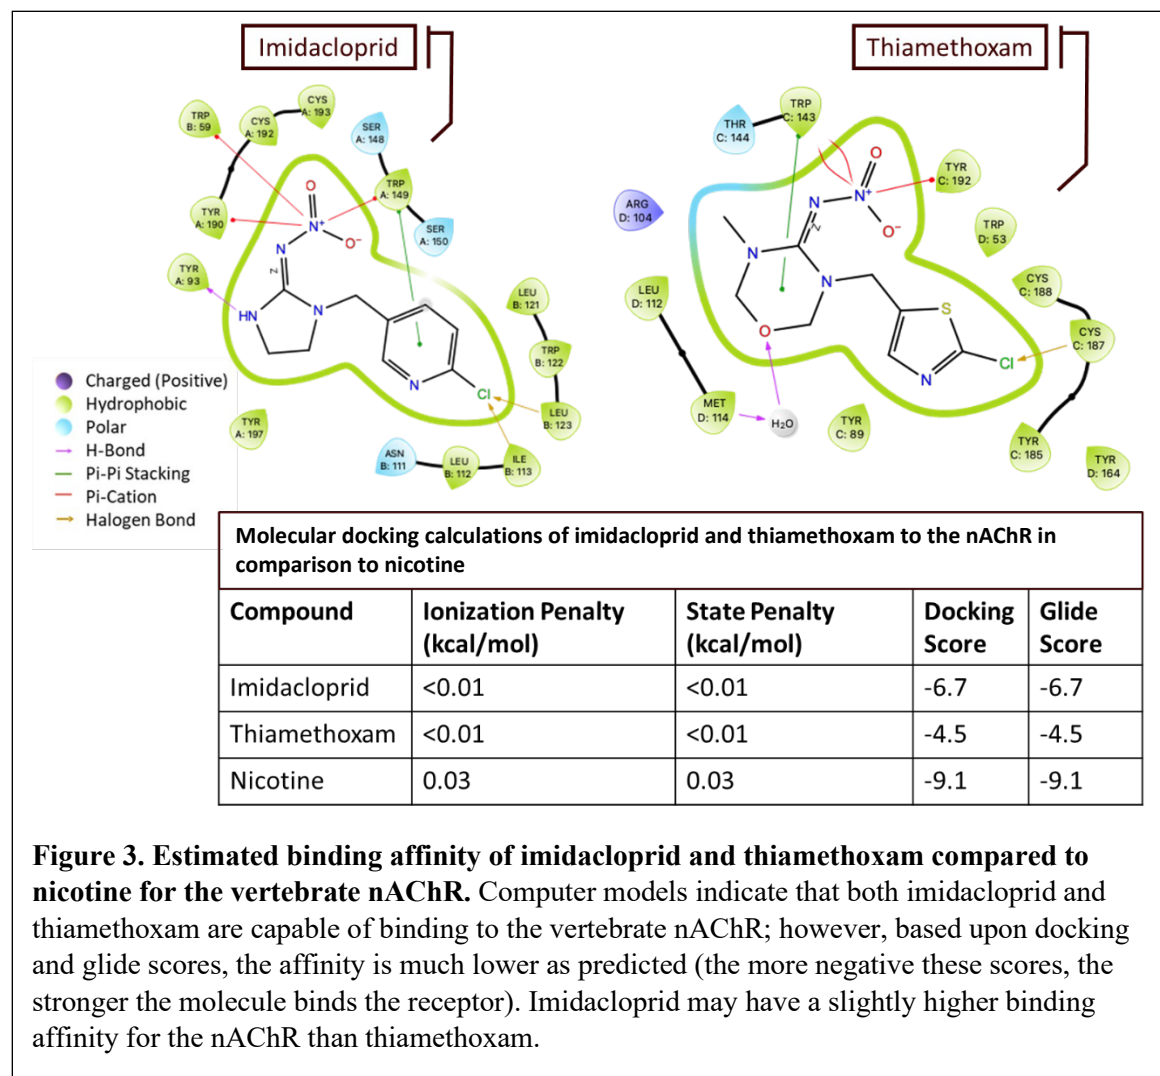 Imidacloprid
Thiamethoxam
TRP
B: 59
CYS
A: 192
CYS
A: 193
SER
A: 148
TRP
A: 149
SER
A: 150
TYR
A: 190
TYR
A: 93
O
N+
O−
N
Z
HN
N
N
Cl
LEU
B: 121
TRP
B: 122
LEU
B: 123
ILE
B: 113
LEU
B: 112
ASN
B: 111
TYR
A: 197
THR
C: 144
TRP
C: 143
TYR
C: 192
ARG
D: 104
TRP
D: 53
CYS
C: 188
CYS
C: 187
LEU
D: 112
MET
D: 114
H₂O
TYR
C: 89
TYR
C: 185
TYR
D: 164
O
N+
O−
N
Z
N
N
O
S
N
Cl
Charged (Positive)
Hydrophobic
Polar
H-Bond
Pi-Pi Stacking
Pi-Cation
Halogen Bond
Molecular docking calculations of imidacloprid and thiamethoxam to the nAChR in
comparison to nicotine
Compound Ionization Penalty (kcal/mol) State Penalty (kcal/mol) Docking Score Glide Score
Imidacloprid <0.01 <0.01 -6.7 -6.7
Thiamethoxam <0.01 <0.01 -4.5 -4.5
Nicotine 0.03 0.03 -9.1 -9.1
Figure 3. Estimated binding affinity of imidacloprid and thiamethoxam compared to
nicotine for the vertebrate nAChR. Computer models indicate that both imidacloprid and
thiamethoxam are capable of binding to the vertebrate nAChR; however, based upon docking
and glide scores, the affinity is much lower as predicted (the more negative these scores, the
stronger the molecule binds the receptor). Imidacloprid may have a slightly higher binding
affinity for the nAChR than thiamethoxam.